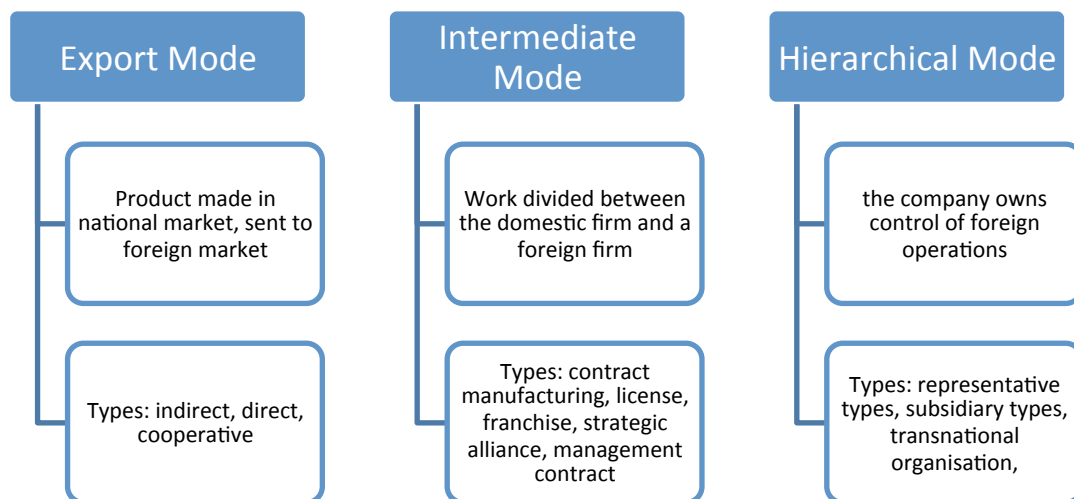 Export Mode
Product made in
national market, sent to
foreign market
Types: indirect, direct,
cooperative
Intermediate
Mode
Work divided between
the domestic firm and a
foreign firm
Types: contract
manufacturing, license,
franchise, strategic
alliance, management
contract
Hierarchical Mode
the company owns
control of foreign
operations
Types: representative
types, subsidiary types,
transnational
organisation,